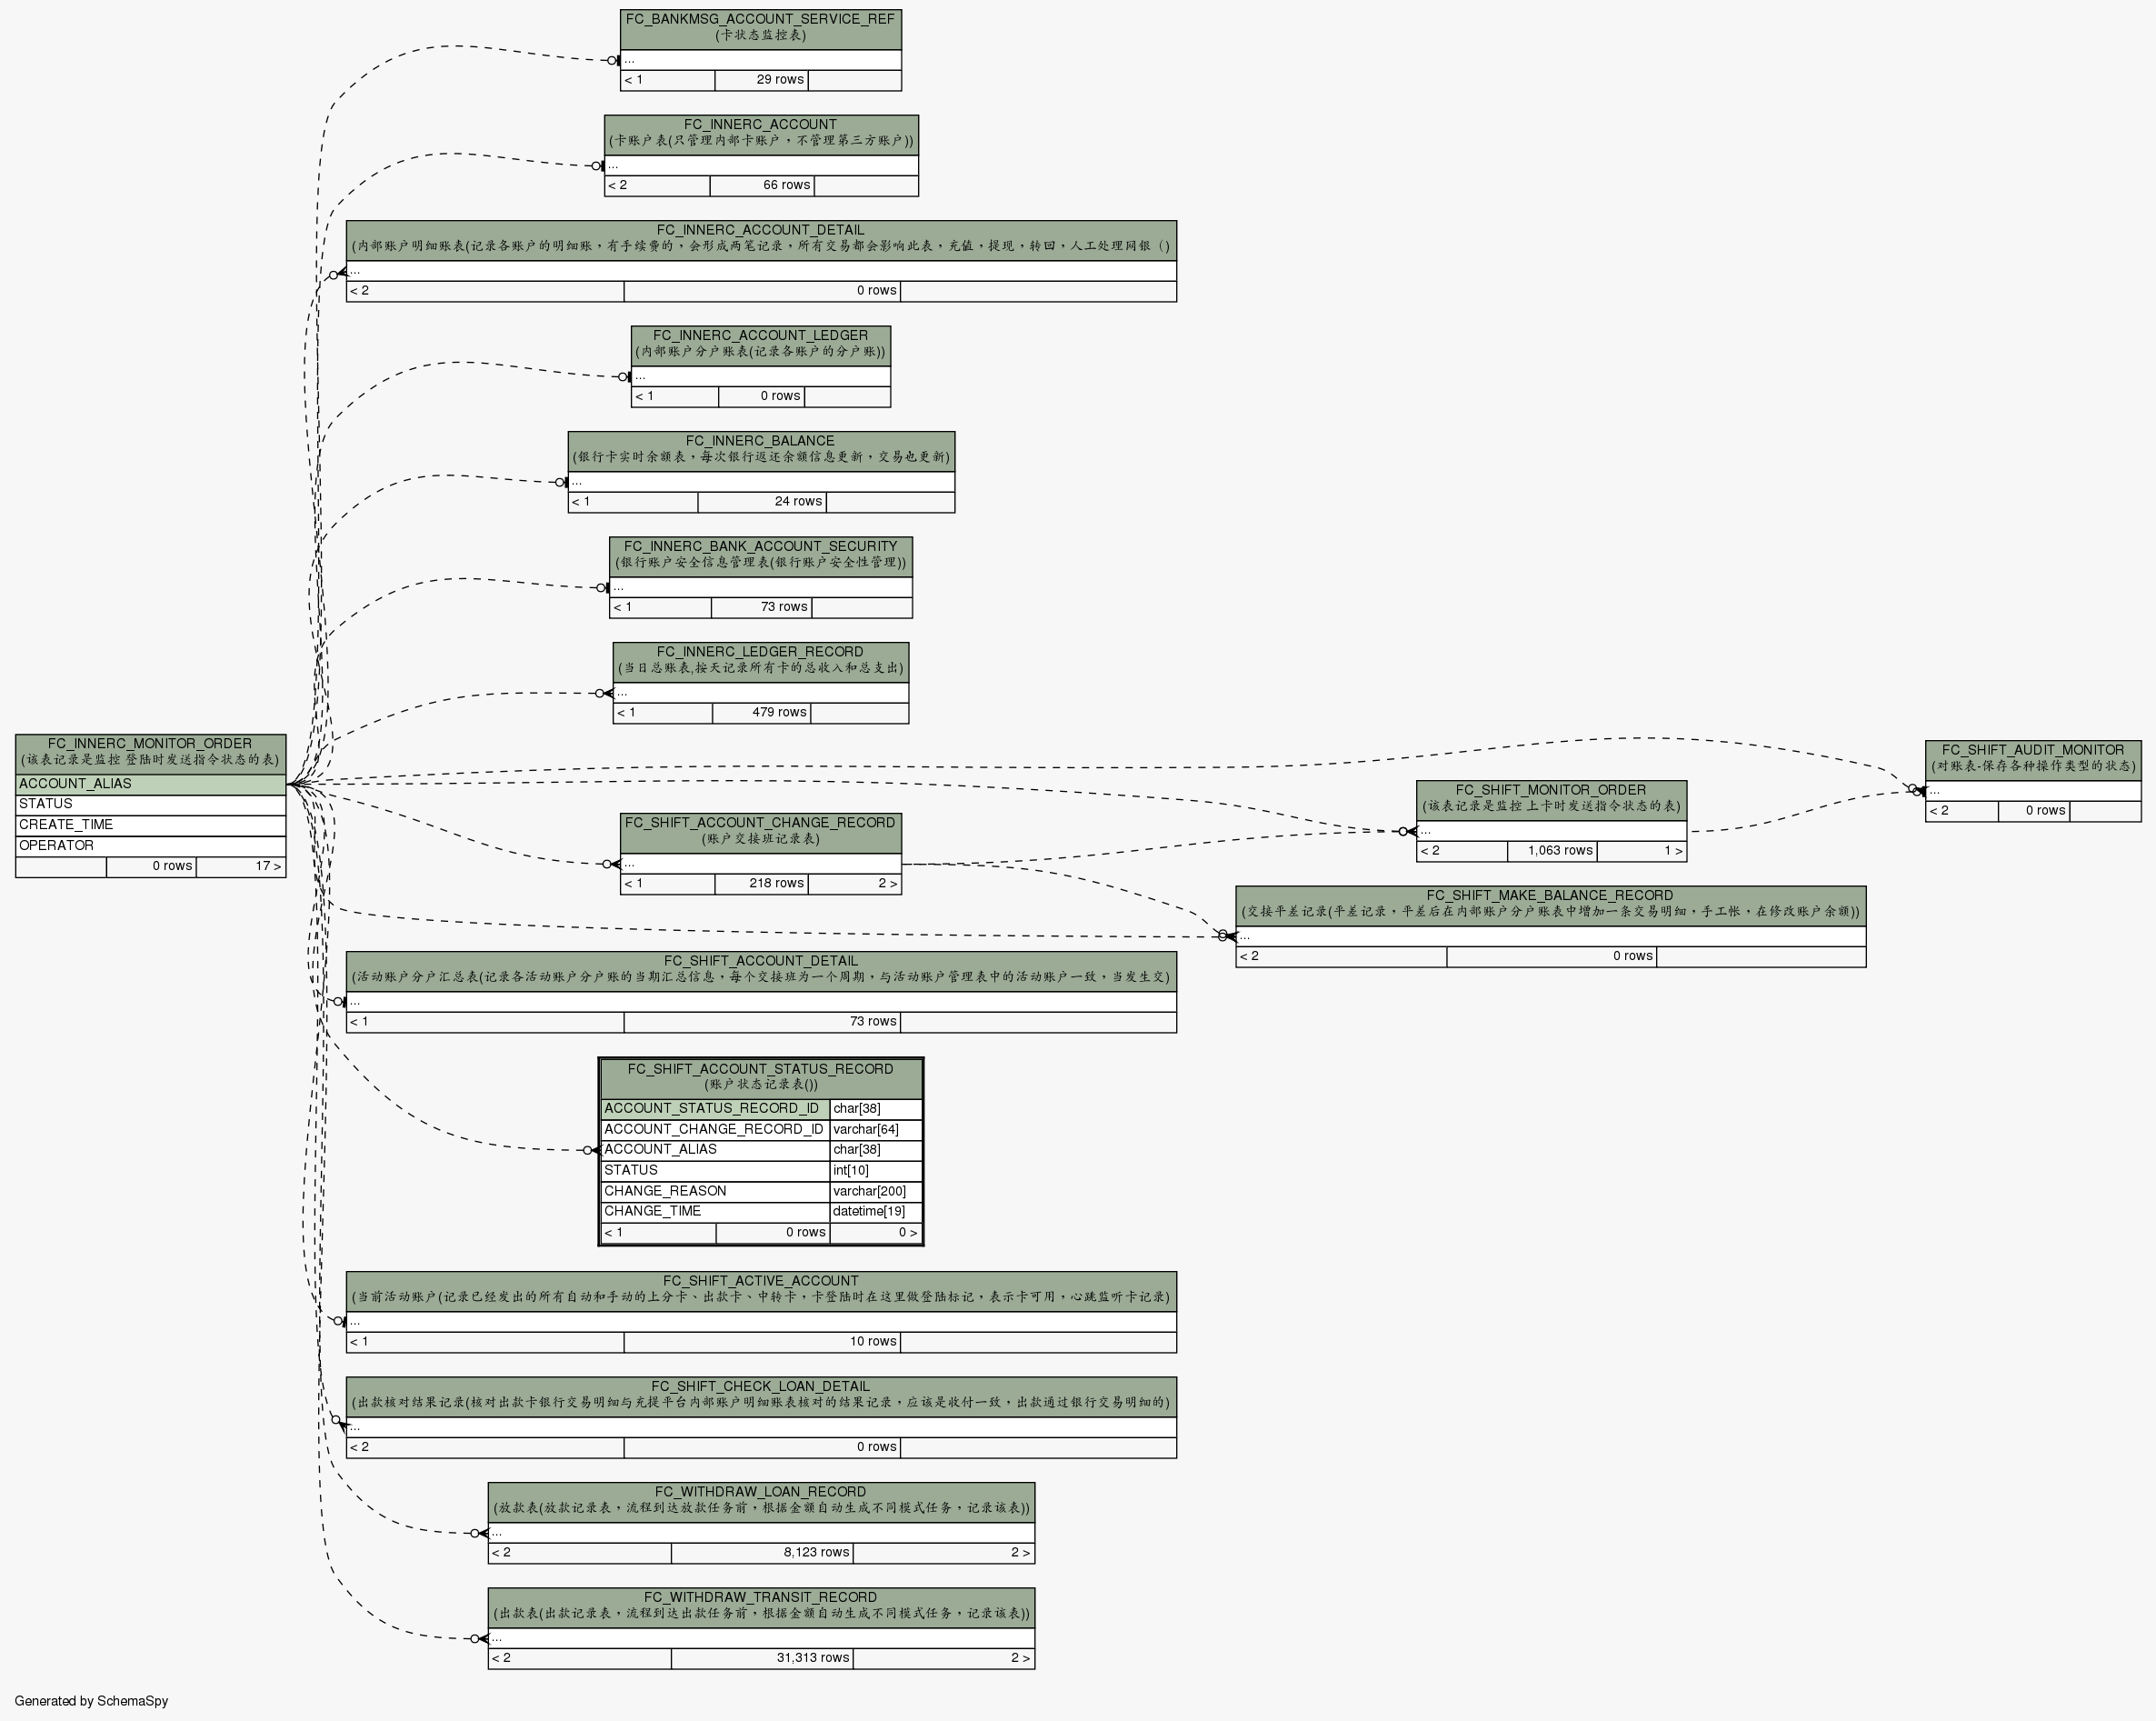 FC_BANKMSG_ACCOUNT_SERVICE_REF
(卡状态监控表)
...
< 1 29 rows
FC_INNERC_ACCOUNT
(卡账户表(只管理内部卡账户，不管理第三方账户))
...
< 2 66 rows
FC_INNERC_ACCOUNT_DETAIL
(内部账户明细账表(记录各账户的明细账，有手续费的，会形成两笔记录，所有交易都会影响此表，充值，提现，转回，人工处理网银（)
...
< 2 0 rows
FC_INNERC_ACCOUNT_LEDGER
(内部账户分户账表(记录各账户的分户账))
...
< 1 0 rows
FC_INNERC_BALANCE
(银行卡实时余额表，每次银行返还余额信息更新，交易也更新)
...
< 1 24 rows
FC_INNERC_BANK_ACCOUNT_SECURITY
(银行账户安全信息管理表(银行账户安全性管理))
...
< 1 73 rows
FC_INNERC_LEDGER_RECORD
(当日总账表,按天记录所有卡的总收入和总支出)
...
< 1 479 rows
FC_INNERC_MONITOR_ORDER
(该表记录是监控 登陆时发送指令状态的表)
ACCOUNT_ALIAS
STATUS
CREATE_TIME
OPERATOR
0 rows 17 >
FC_SHIFT_AUDIT_MONITOR
(对账表-保存各种操作类型的状态)
...
< 2 0 rows
FC_SHIFT_MONITOR_ORDER
(该表记录是监控 上卡时发送指令状态的表)
...
< 2 1,063 rows 1 >
FC_SHIFT_ACCOUNT_CHANGE_RECORD
(账户交接班记录表)
...
< 1 218 rows 2 >
FC_SHIFT_MAKE_BALANCE_RECORD
(交接平差记录(平差记录，平差后在内部账户分户账表中增加一条交易明细，手工帐，在修改账户余额))
...
< 2 0 rows
FC_SHIFT_ACCOUNT_DETAIL
(活动账户分户汇总表(记录各活动账户分户账的当期汇总信息，每个交接班为一个周期，与活动账户管理表中的活动账户一致，当发生交)
...
< 1 73 rows
FC_SHIFT_ACCOUNT_STATUS_RECORD
(账户状态记录表())
ACCOUNT_STATUS_RECORD_ID char[38]
ACCOUNT_CHANGE_RECORD_ID varchar[64]
ACCOUNT_ALIAS char[38]
STATUS int[10]
CHANGE_REASON varchar[200]
CHANGE_TIME datetime[19]
< 1 0 rows 0 >
FC_SHIFT_ACTIVE_ACCOUNT
(当前活动账户(记录已经发出的所有自动和手动的上分卡、出款卡、中转卡，卡登陆时在这里做登陆标记，表示卡可用，心跳监听卡记录)
...
< 1 10 rows
FC_SHIFT_CHECK_LOAN_DETAIL
(出款核对结果记录(核对出款卡银行交易明细与充提平台内部账户明细账表核对的结果记录，应该是收付一致，出款通过银行交易明细的)
...
< 2 0 rows
FC_WITHDRAW_LOAN_RECORD
(放款表(放款记录表，流程到达放款任务前，根据金额自动生成不同模式任务，记录该表))
...
< 2 8,123 rows 2 >
FC_WITHDRAW_TRANSIT_RECORD
(出款表(出款记录表，流程到达出款任务前，根据金额自动生成不同模式任务，记录该表))
...
< 2 31,313 rows 2 >
Generated by SchemaSpy